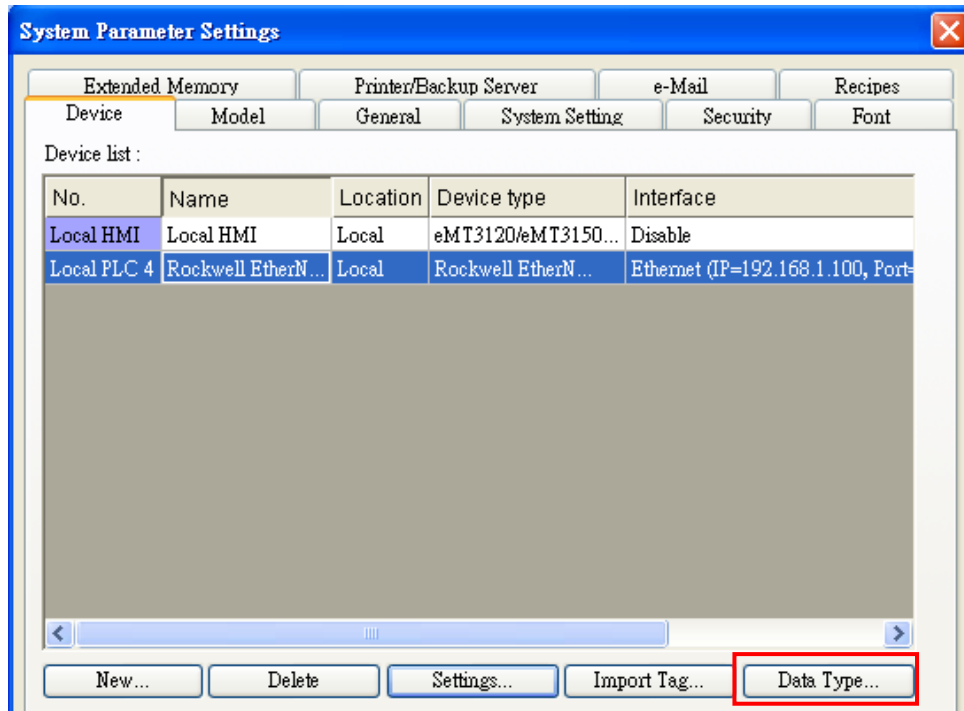 System Parameter Settings
Extended Memory Printer/Backup Server e-Mail Recipes
Device Model General System Setting Security Font
Device list :
No. Name Location Device type Interface
Local HMI Local HMI Local eMT3120/eMT3150... Disable
Local PLC 4 Rockwell EtherN... Local Rockwell EtherN... Ethernet (IP=192.168.1.100, Port=
New... Delete Settings... Import Tag... Data Type...